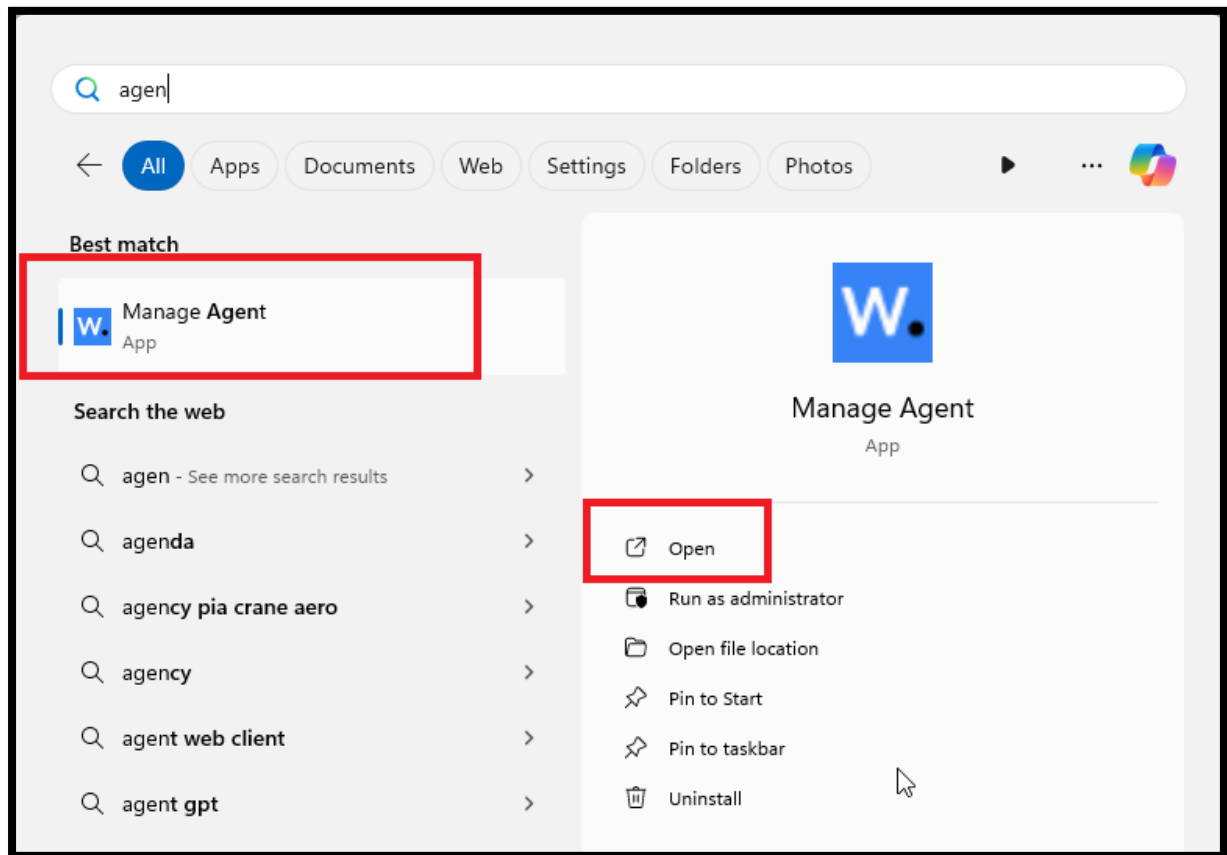 agen
All Apps Documents Web Settings Folders Photos ...
Best match
W. Manage Agent
App
Search the web
agen - See more search results
agenda
agency pia crane aero
agency
agent web client
agent gpt
W.
Manage Agent
App
Open
Run as administrator
Open file location
Pin to Start
Pin to taskbar
Uninstall